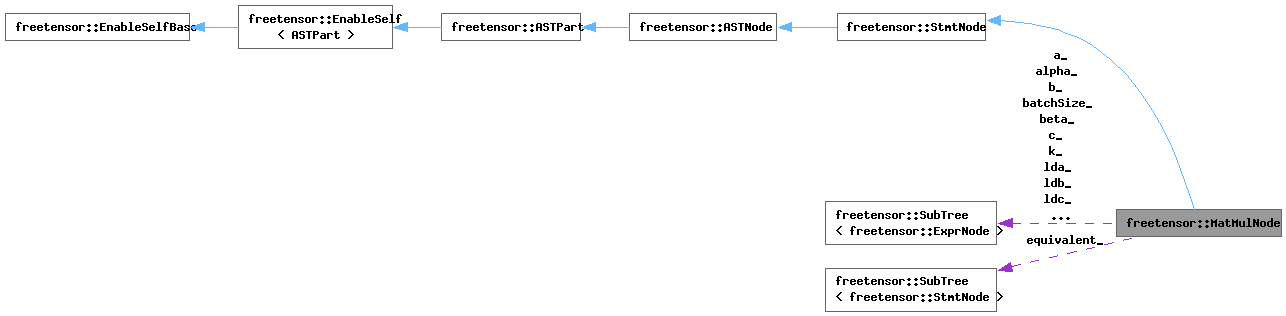 freetensor::EnableSelfBase
freetensor::EnableSelf
< ASTPart >
freetensor::ASTPart
freetensor::ASTNode
freetensor::StmtNode
a_
alpha_
b_
batchSize_
beta_
c_
k_
lda_
ldb_
ldc_
...
freetensor::SubTree
< freetensor::ExprNode >
freetensor::MatMulNode
equivalent_
freetensor::SubTree
< freetensor::StmtNode >